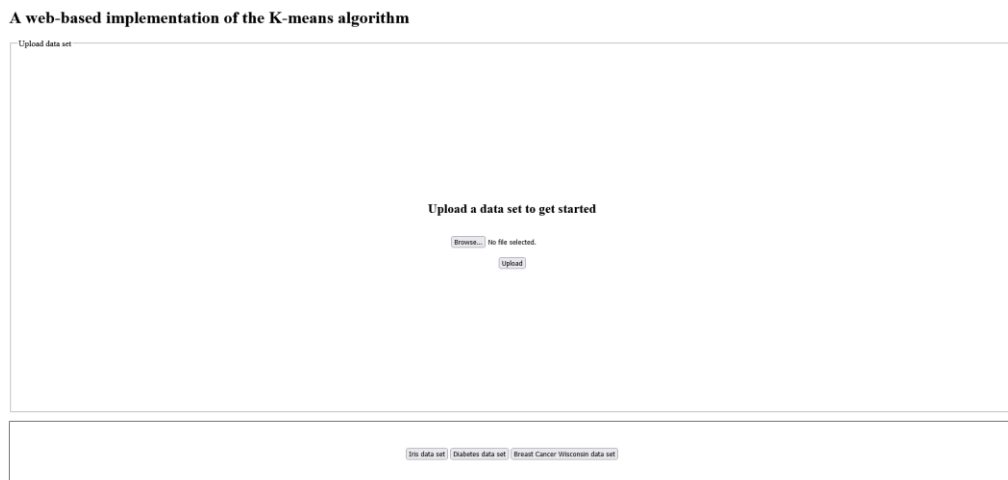 A web-based implementation of the K-means algorithm
Upload data set
Upload a data set to get started
Browse... No file selected.
Upload
Iris data set Diabetes data set Breast Cancer Wisconsin data set